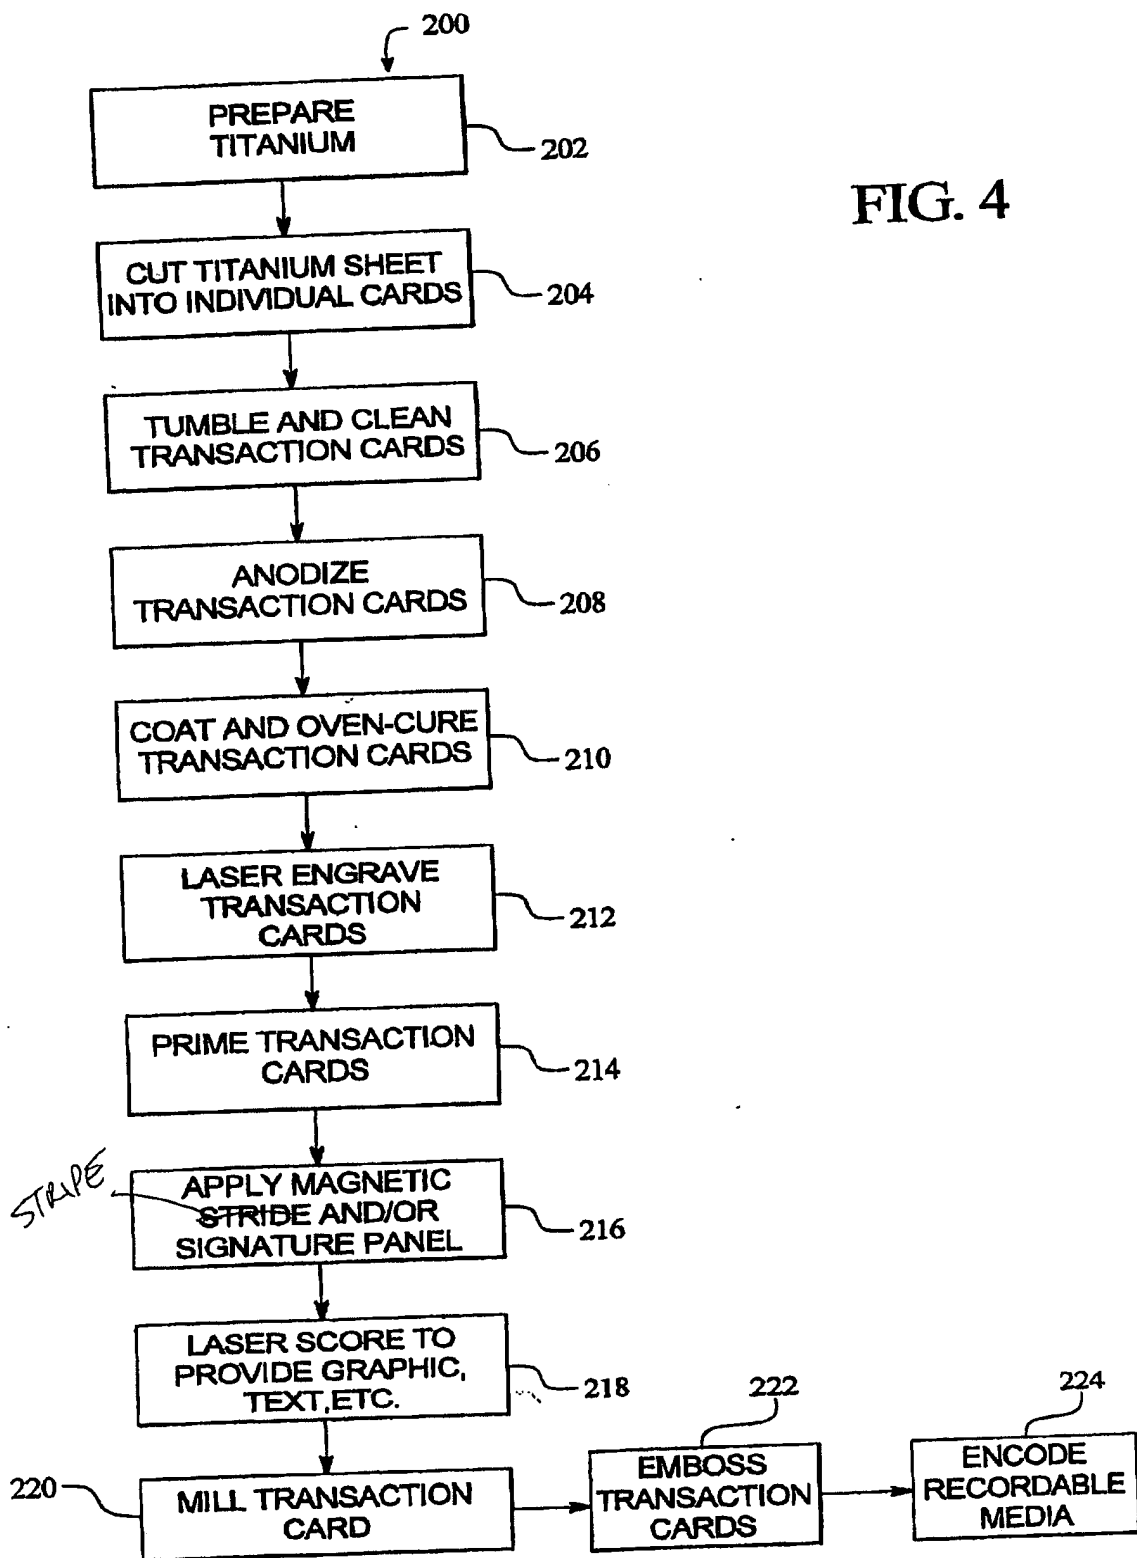 200
PREPARE
TITANIUM
202
FIG. 4
CUT TITANIUM SHEET
INTO INDIVIDUAL CARDS
204
TUMBLE AND CLEAN
TRANSACTION CARDS
206
ANODIZE
TRANSACTION CARDS
208
COAT AND OVEN-CURE
TRANSACTION CARDS
210
LASER ENGRAVE
TRANSACTION
CARDS
212
PRIME TRANSACTION
CARDS
214
STRIPE
APPLY MAGNETIC
STRIDE AND/OR
SIGNATURE PANEL
216
LASER SCORE TO
PROVIDE GRAPHIC,
TEXT,ETC.
218
220
MILL TRANSACTION
CARD
222
EMBOSS
TRANSACTION
CARDS
224
ENCODE
RECORDABLE
MEDIA